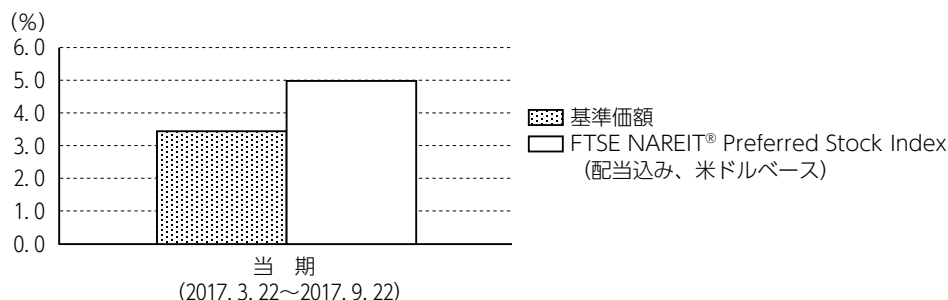 (%)
6.0
5.0
4.0
3.0
2.0
1.0
0.0
当　期
(2017. 3. 22～2017. 9. 22)
基準価額
FTSE NAREIT® Preferred Stock Index
（配当込み、米ドルベース）